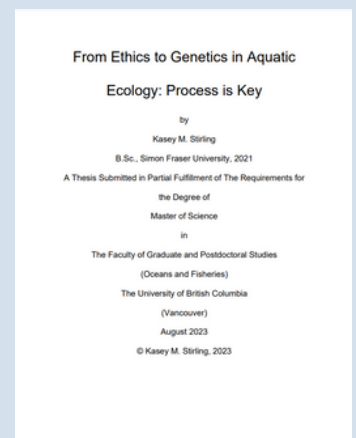 From Ethics to Genetics in Aquatic
Ecology: Process is Key
by
Kasey M. Stirling
B.Sc., Simon Fraser University, 2021
A Thesis Submitted in Partial Fulfillment of The Requirements for
the Degree of
Master of Science
in
The Faculty of Graduate and Postdoctoral Studies
(Oceans and Fisheries)
The University of British Columbia
(Vancouver)
August 2023
© Kasey M. Stirling, 2023